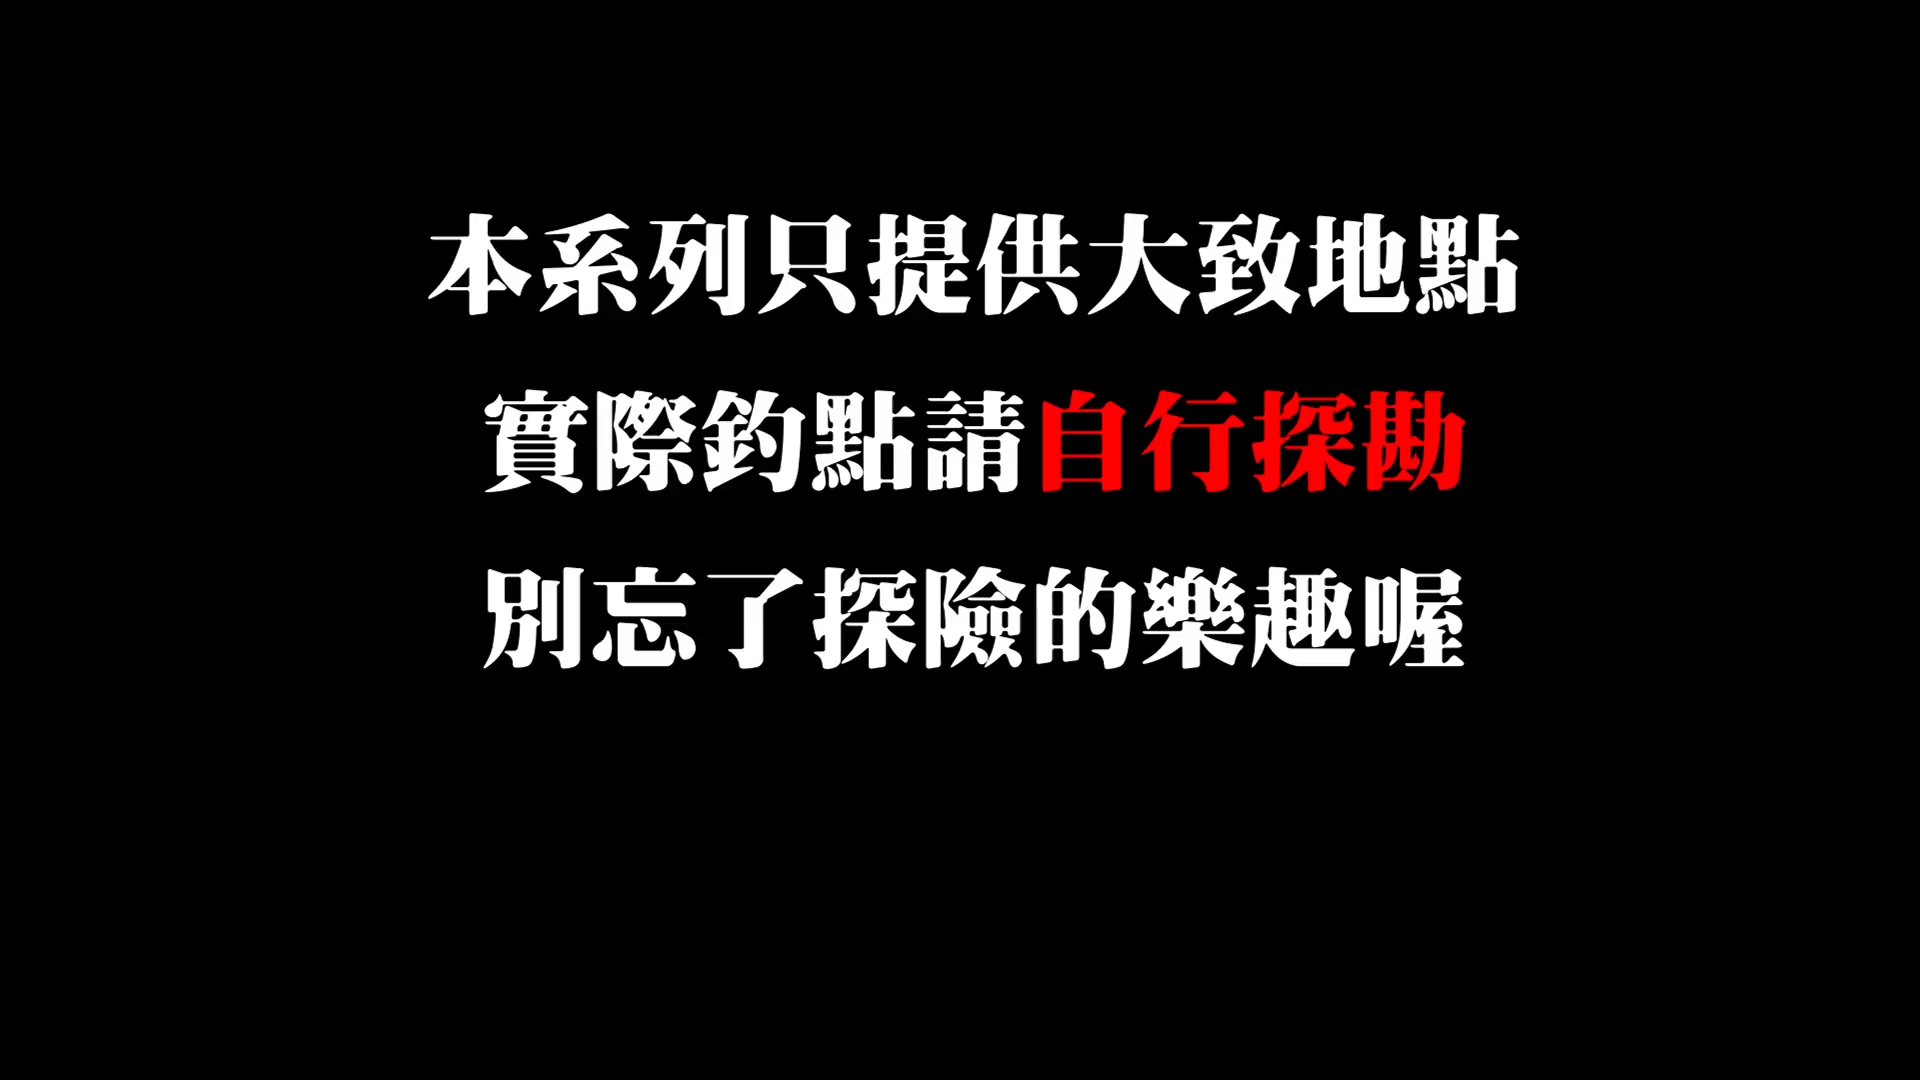 本系列只提供大致地點
實際釣點請自行探勘
別忘了探險的樂趣喔